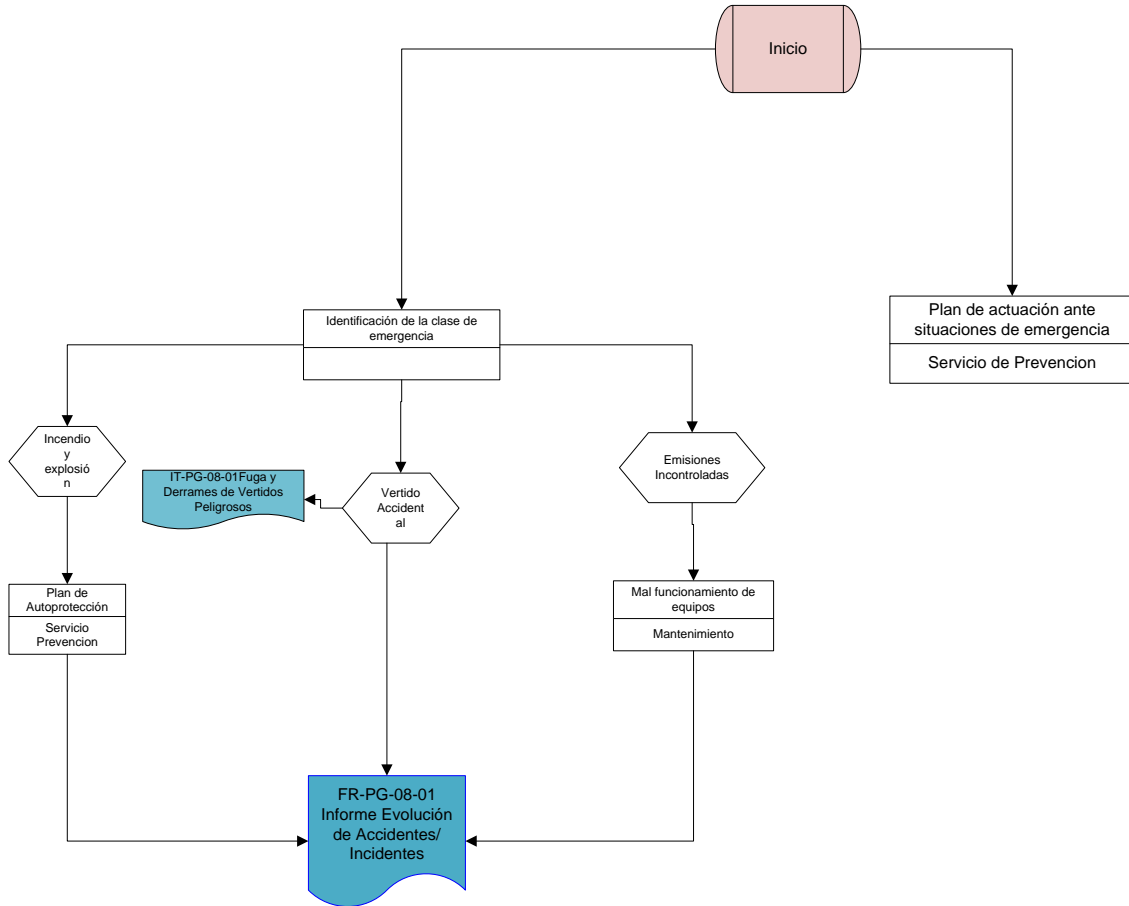 Inicio
Plan de actuación ante
situaciones de emergencia
Servicio de Prevencion
Identificación de la clase de
emergencia
Incendio
y
explosió
n
Emisiones
Incontroladas
IT-PG-08-01Fuga y
Derrames de Vertidos
Peligrosos
Vertido
Accident
al
Plan de
Autoprotección
Servicio
Prevencion
Mal funcionamiento de
equipos
Mantenimiento
FR-PG-08-01
Informe Evolución
de Accidentes/
Incidentes